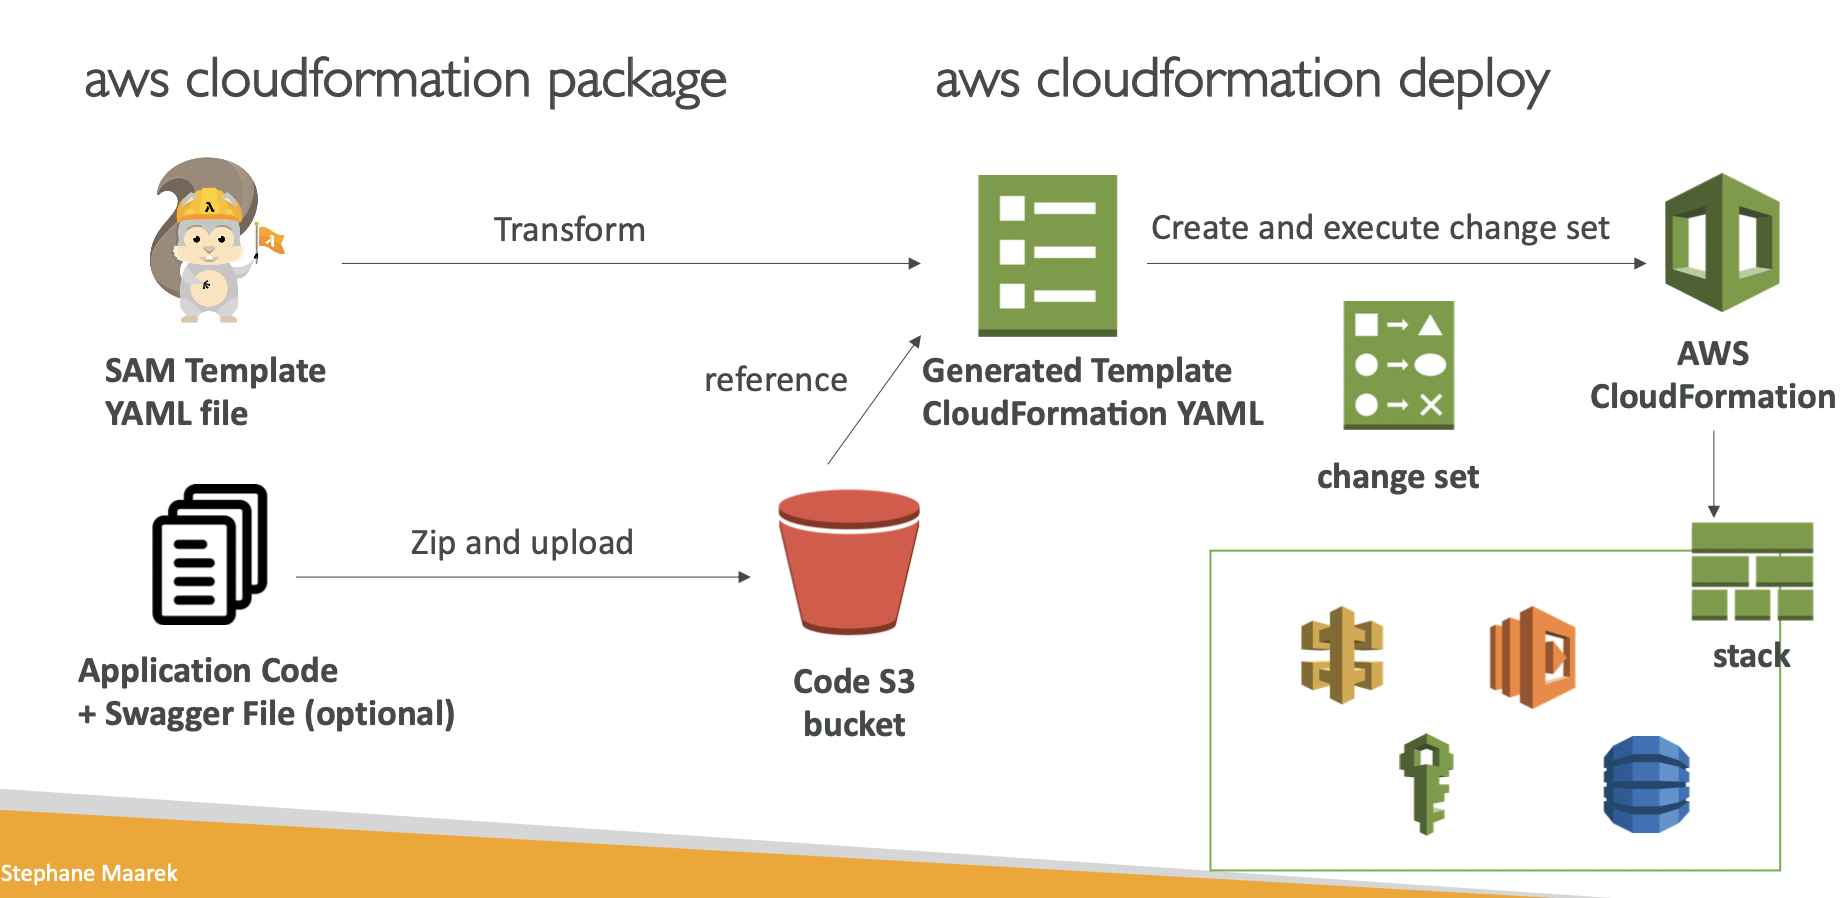 aws cloudformation package
aws cloudformation deploy
Transform
Create and execute change set
SAM Template
YAML file
reference
Generated Template
CloudFormation YAML
AWS
CloudFormation
change set
Zip and upload
Application Code
+ Swagger File (optional)
Code S3
bucket
stack
Stephane Maarek